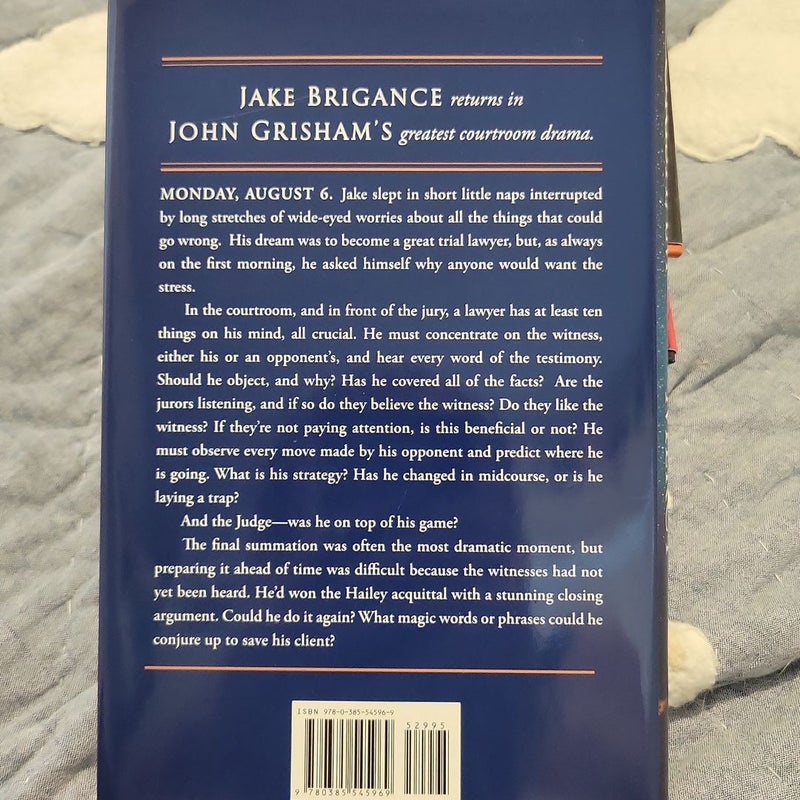 JAKE BRIGANCE returns in
JOHN GRISHAM'S greatest courtroom drama.
MONDAY, AUGUST 6. Jake slept in short little naps interrupted
by long stretches of wide-eyed worries about all the things that could
go wrong. His dream was to become a great trial lawyer, but, as always
on the first morning, he asked himself why anyone would want the
stress.
In the courtroom, and in front of the jury, a lawyer has at least ten
things on his mind, all crucial. He must concentrate on the witness,
either his or an opponent's, and hear every word of the testimony.
Should he object, and why? Has he covered all of the facts? Are the
jurors listening, and if so do they believe the witness? Do they like the
witness? If they're not paying attention, is this beneficial or not? He
must observe every move made by his opponent and predict where he
is going. What is his strategy? Has he changed in midcourse, or is he
laying a trap?
And the Judge—was he on top of his game?
The final summation was often the most dramatic moment, but
preparing it ahead of time was difficult because the witnesses had not
yet been heard. He'd won the Hailey acquittal with a stunning closing
argument. Could he do it again? What magic words or phrases could he
conjure up to save his client?
ISBN 978-0-385-54596-9
52995
9 780385 545969